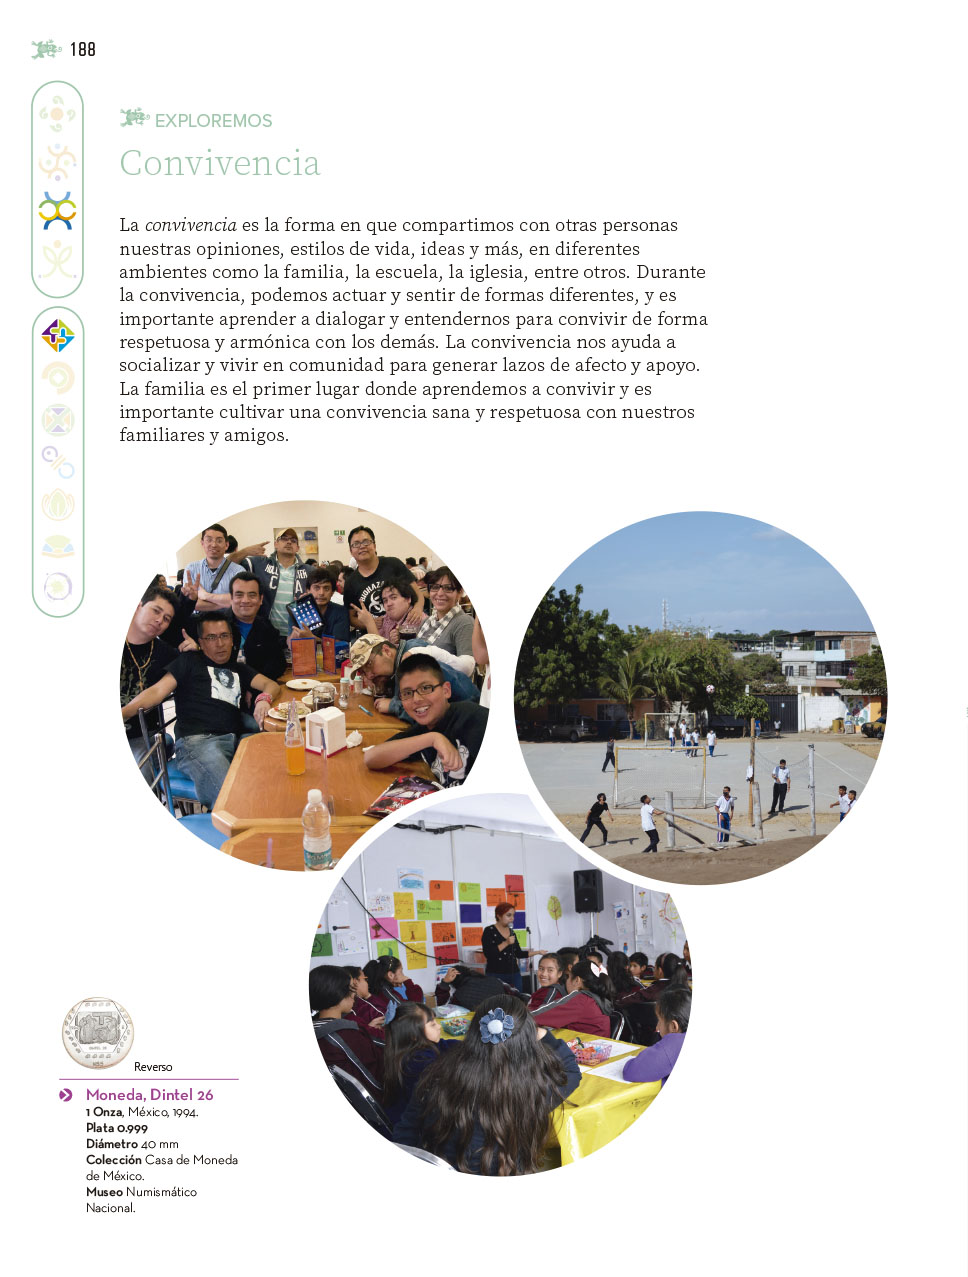 188
EXPLOREMOS
Convivencia
La convivencia es la forma en que compartimos con otras personas
nuestras opiniones, estilos de vida, ideas y más, en diferentes
ambientes como la familia, la escuela, la iglesia, entre otros. Durante
la convivencia, podemos actuar y sentir de formas diferentes, y es
importante aprender a dialogar y entendernos para convivir de forma
respetuosa y armónica con los demás. La convivencia nos ayuda a
socializar y vivir en comunidad para generar lazos de afecto y apoyo.
La familia es el primer lugar donde aprendemos a convivir y es
importante cultivar una convivencia sana y respetuosa con nuestros
familiares y amigos.
Reverso
Moneda, Dintel 26
1 Onza, México, 1994.
Plata 0.999
Diámetro 40 mm
Colección Casa de Moneda
de México.
Museo Numismático
Nacional.